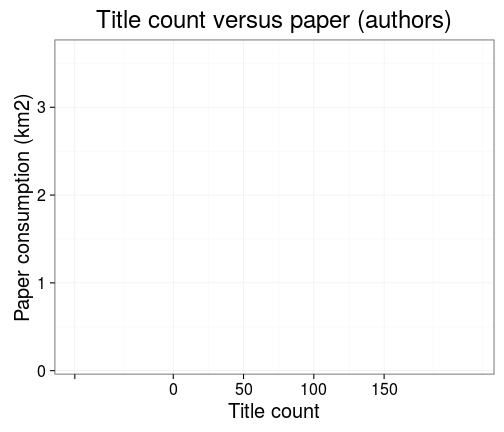 Title count versus paper (authors)
Paper consumption (km2)
3
2
1
0
0 50 100 150
Title count